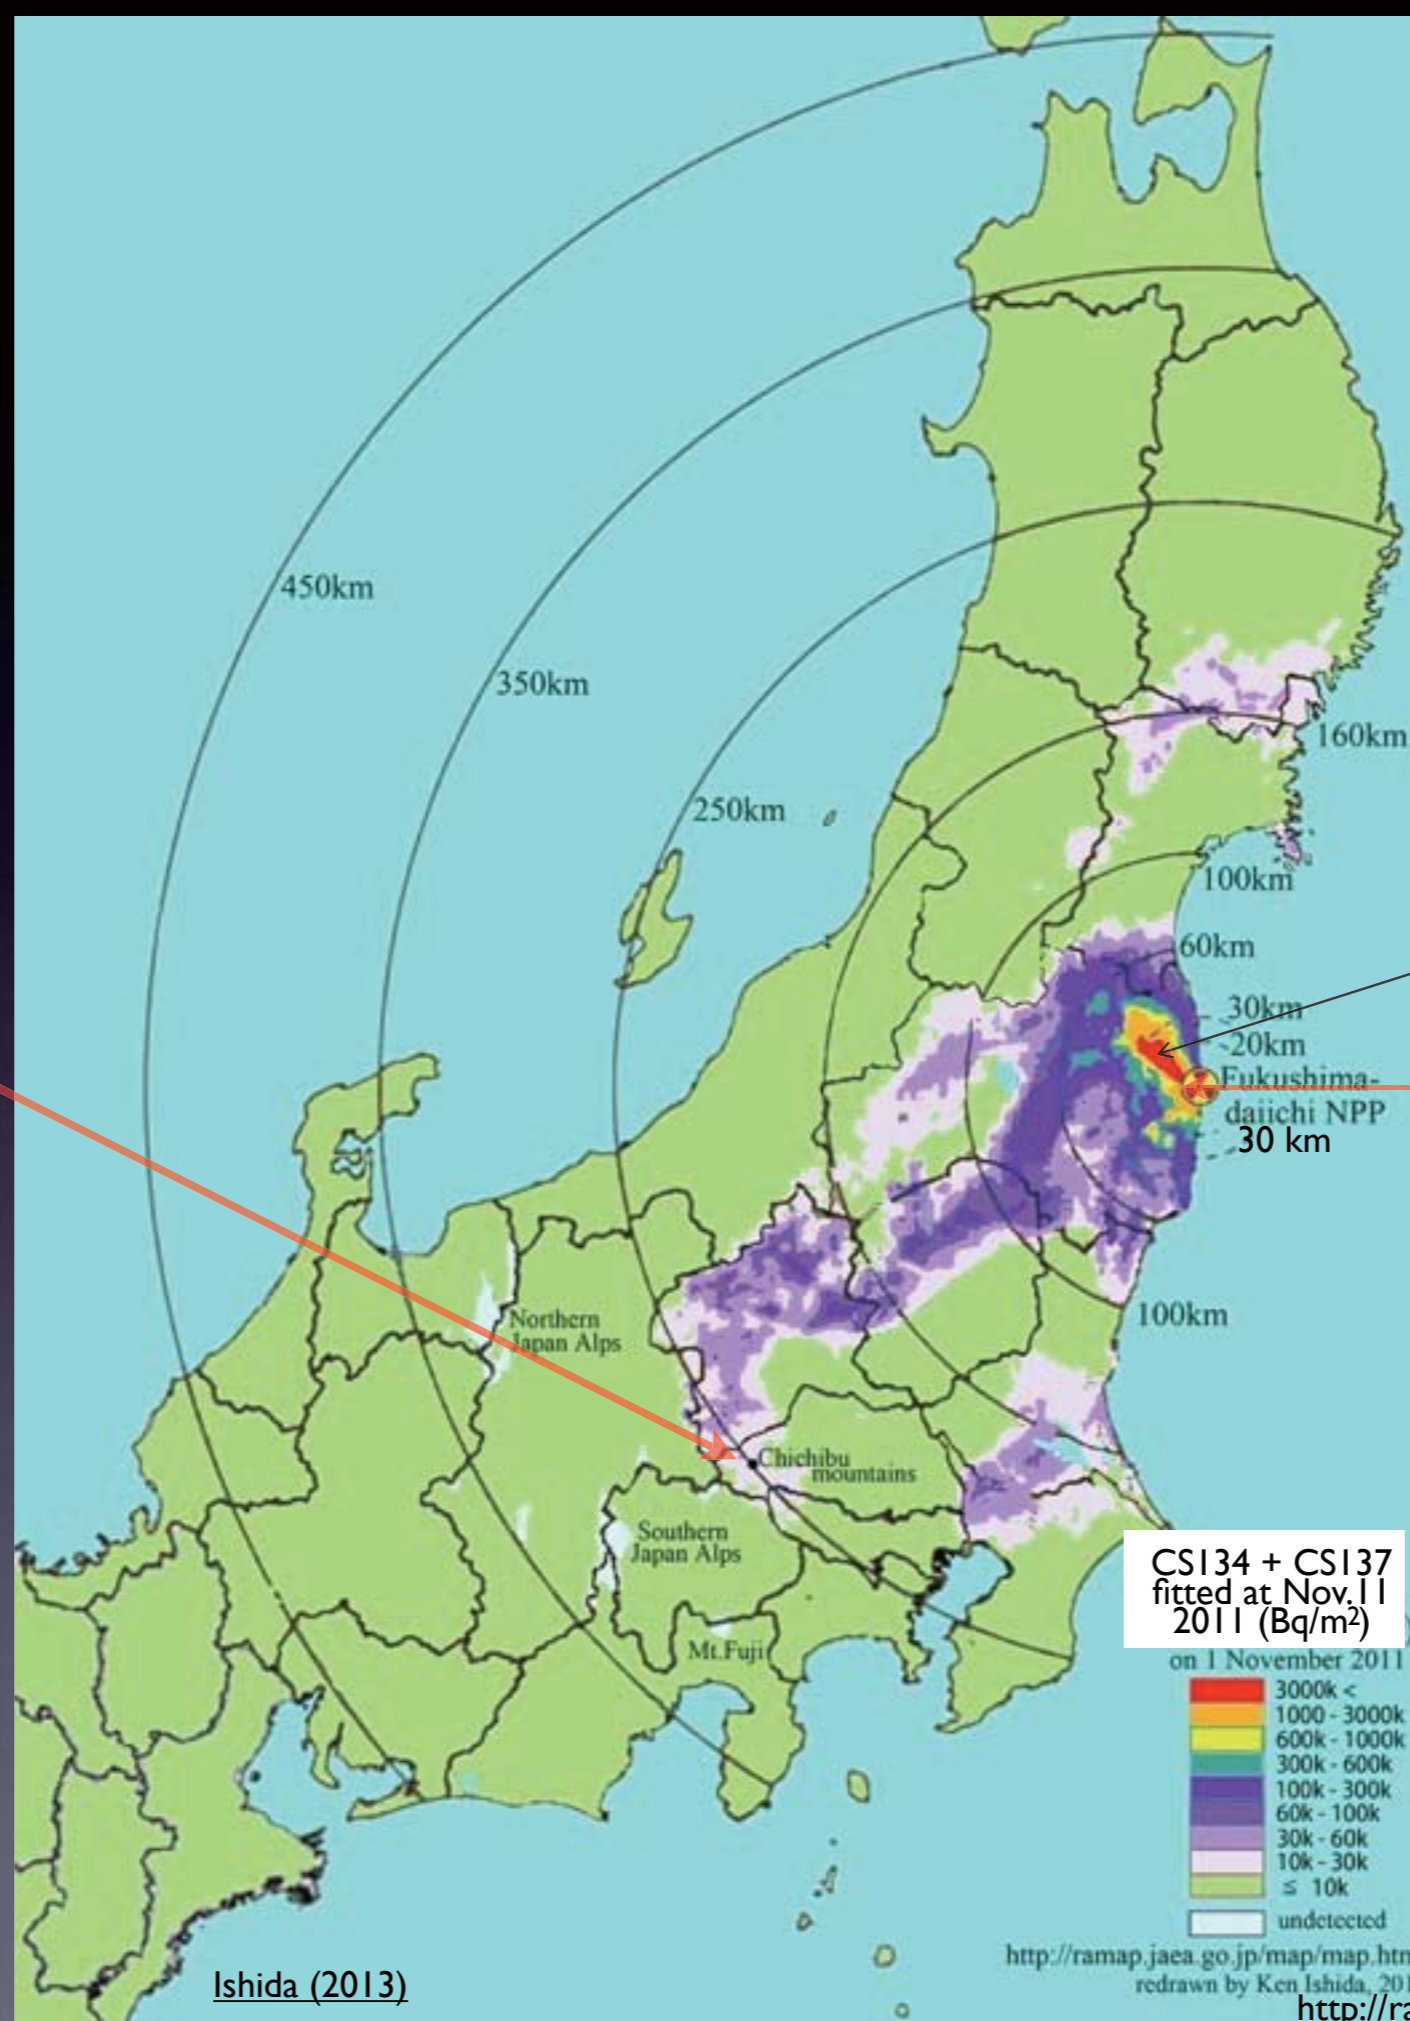 450km
350km
250km
160km
100km
60km
30km
20km
Fukushima-
daiichi NPP
30 km
100km
Northern
Japan Alps
Chichibu
mountains
Southern
Japan Alps
Mt.Fuji
CS134 + CS137
fitted at Nov.11
2011 (Bq/m²)
on 1 November 2011
3000k <
1000 - 3000k
600k - 1000k
300k - 600k
100k - 300k
60k - 100k
30k - 60k
10k - 30k
≤ 10k
undetected
http://ramap.jaea.go.jp/map/map.htm
redrawn by Ken Ishida, 201
Ishida (2013)
http://ra